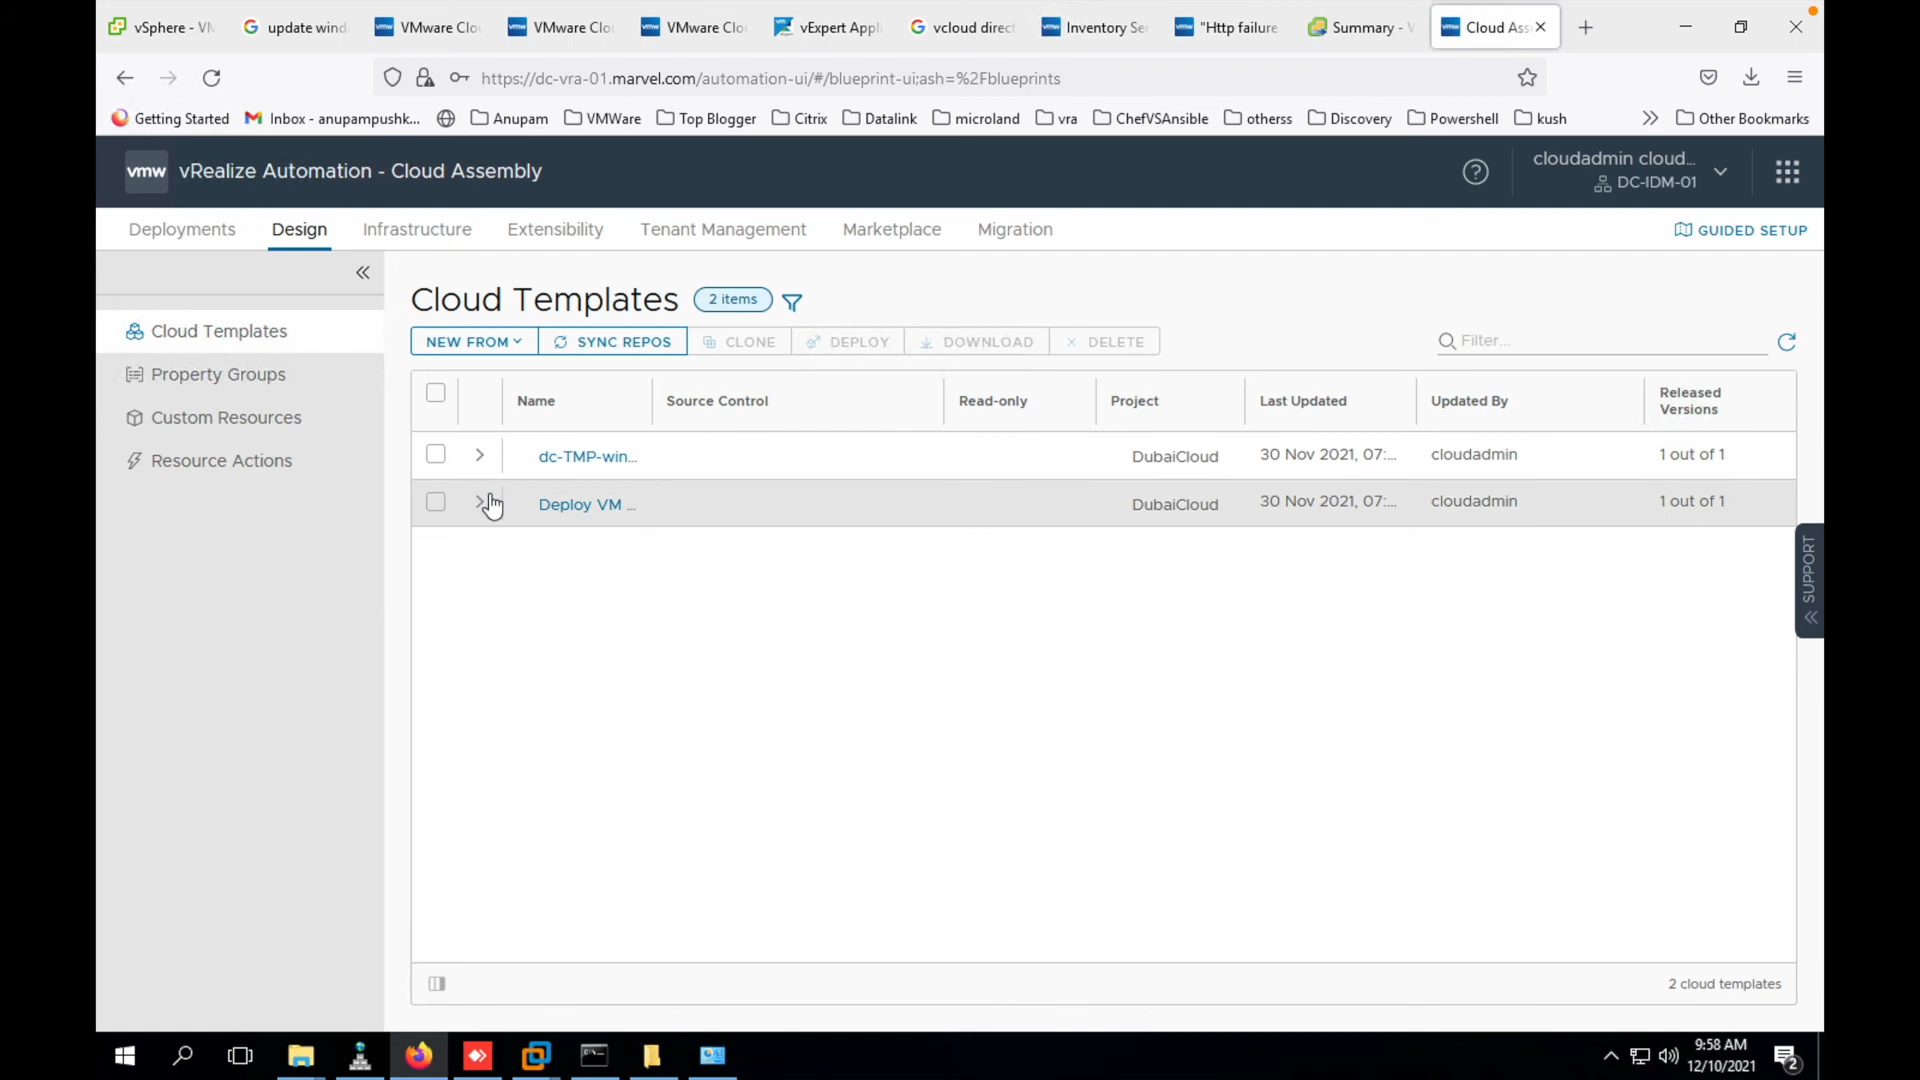 vSphere - VM
update wind
VMware Clo
VMware Clo
VMware Clo
vExpert Appli
vcloud direct
Inventory Ser
"Http failure
Summary - V
Cloud Ass
https://dc-vra-01.marvel.com/automation-ui/#/blueprint-ui;ash=%2Fblueprints
Getting Started
Inbox - anupampushk...
Anupam
VMWare
Top Blogger
Citrix
Datalink
microland
vra
ChefVSAnsible
otherss
Discovery
Powershell
kush
Other Bookmarks
vmw
vRealize Automation - Cloud Assembly
cloudadmin cloud...
DC-IDM-01
Deployments
Design
Infrastructure
Extensibility
Tenant Management
Marketplace
Migration
GUIDED SETUP
Cloud Templates
Property Groups
Custom Resources
Resource Actions
Cloud Templates
2 items
NEW FROM
SYNC REPOS
CLONE
DEPLOY
DOWNLOAD
DELETE
Filter...
Name
Source Control
Read-only
Project
Last Updated
Updated By
Released
Versions
dc-TMP-win...
DubaiCloud
30 Nov 2021, 07:...
cloudadmin
1 out of 1
Deploy VM ...
DubaiCloud
30 Nov 2021, 07:...
cloudadmin
1 out of 1
SUPPORT
2 cloud templates
9:58 AM
12/10/2021
2